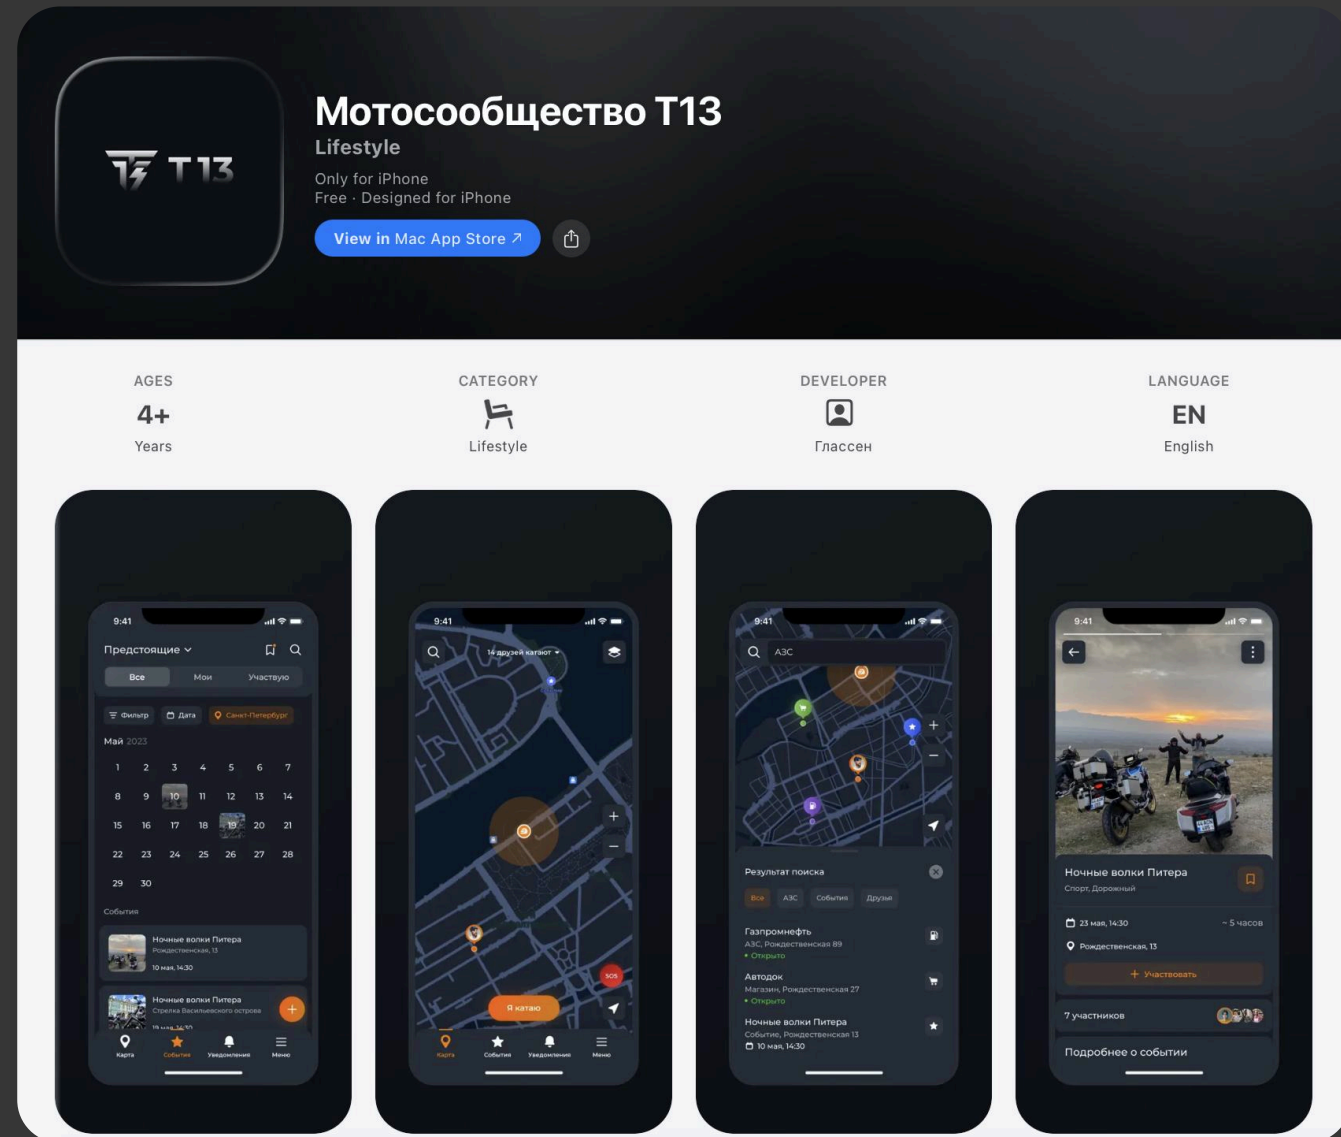 T13
Мотосообщество Т13
Lifestyle
Only for iPhone
Free · Designed for iPhone
View in Mac App Store ↗
AGES
4+
Years
CATEGORY
Lifestyle
DEVELOPER
Глассен
LANGUAGE
EN
English
9:41
Предстоящие
Все Мои Участвую
Фильтр Дата Санкт-Петербург
Май 2023
1 2 3 4 5 6 7
8 9 10 11 12 13 14
15 16 17 18 19 20 21
22 23 24 25 26 27 28
29 30
События
Ночные волки Питера
Рождественская, 13
10 мая, 14:30
Ночные волки Питера
Стрелка Васильевского острова
19 мая, 14:30
Карта События Уведомления Меню
9:41
14 друзей катают
+
−
SOS
Я катаю
Карта События Уведомления Меню
9:41
АЗС
+
−
Результат поиска
Все АЗС События Друзья
Газпромнефть
АЗС, Рождественская 89
• Открыто
Автодок
Магазин, Рождественская 27
• Открыто
Ночные волки Питера
Событие, Рождественская 13
10 мая, 14:30
9:41
Ночные волки Питера
Спорт, Дорожный
23 мая, 14:30 ~ 5 часов
Рождественская, 13
+ Участвовать
7 участников
Подробнее о событии